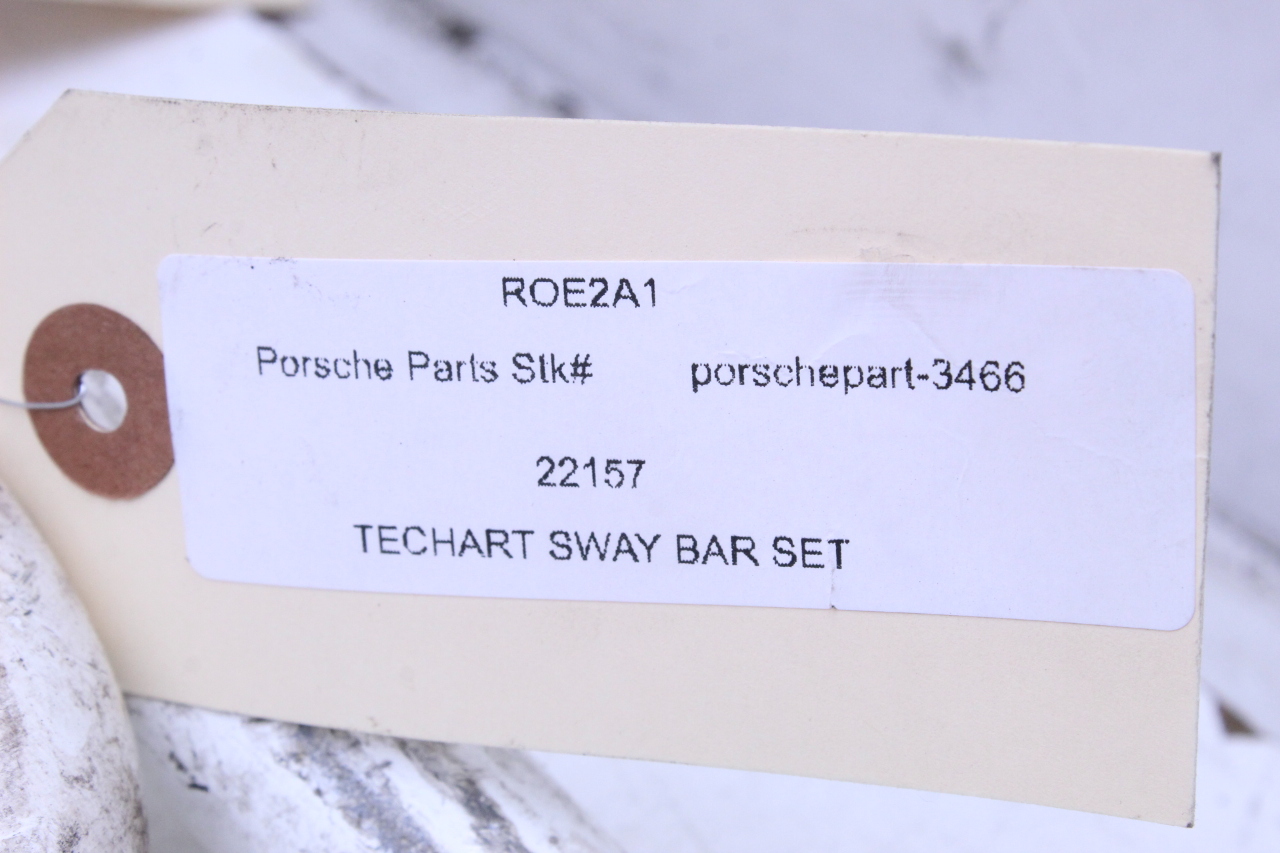 ROE2A1
Porsche Parts Stk# porschepart-3466
22157
TECHART SWAY BAR SET